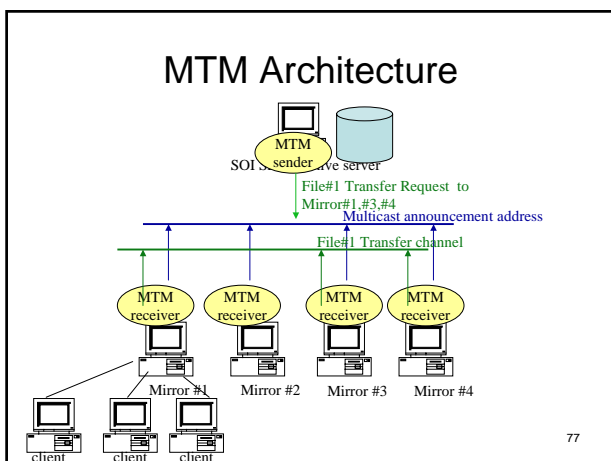 MTM Architecture
MTM
sender
SOI S ive server
File#1 Transfer Request to
Mirror#1,#3,#4
Multicast announcement address
File#1 Transfer channel
MTM
receiver
MTM
receiver
MTM
receiver
MTM
receiver
Mirror #1
Mirror #2
Mirror #3
Mirror #4
client
client
client
77